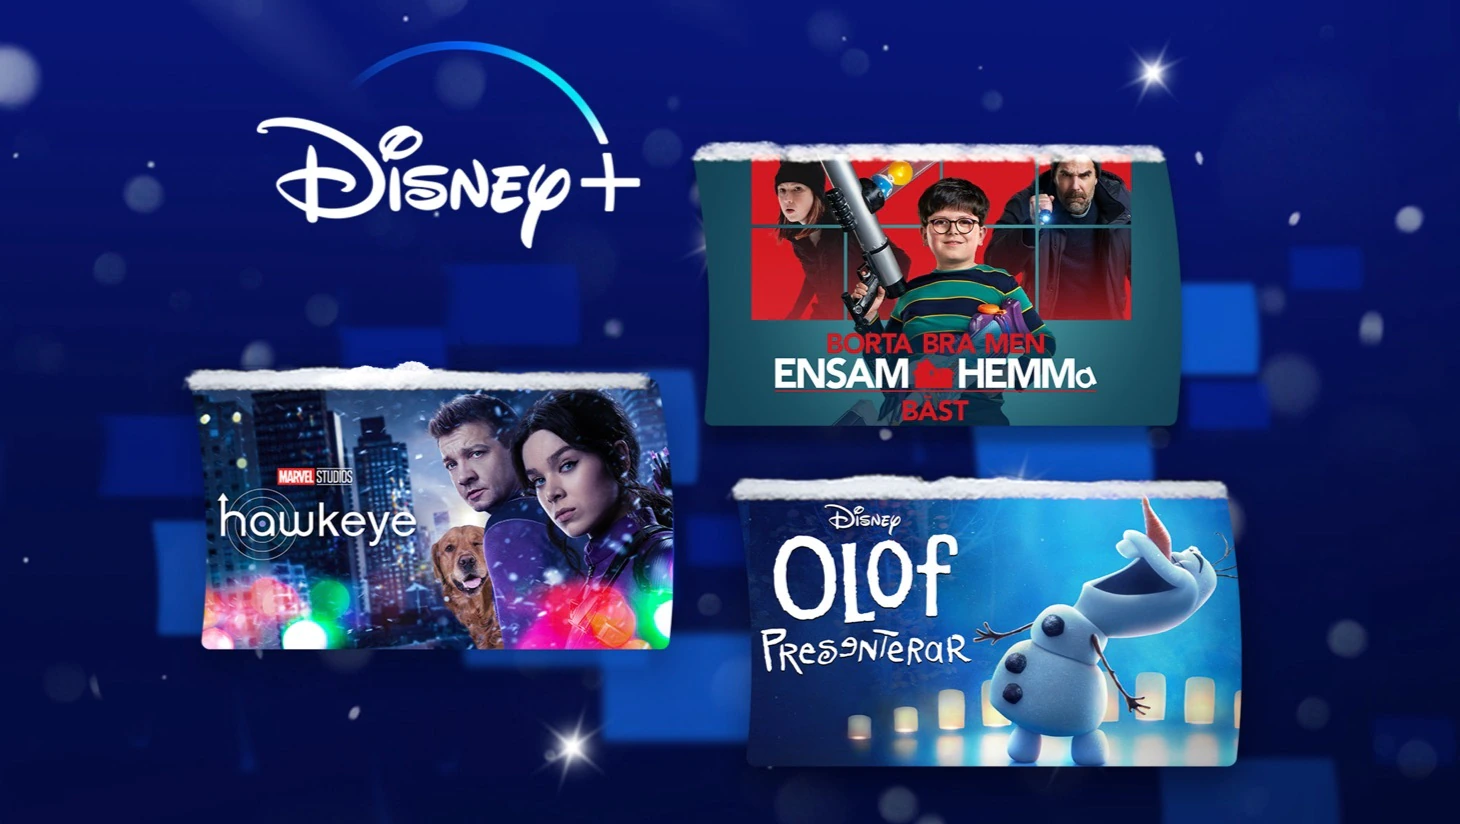 Disney+
BORTA BRA MEN
ENSAM HEMMa
BÄST
MARVEL STUDIOS
hawkeye
Disney
OLOF
PRESENTERAR